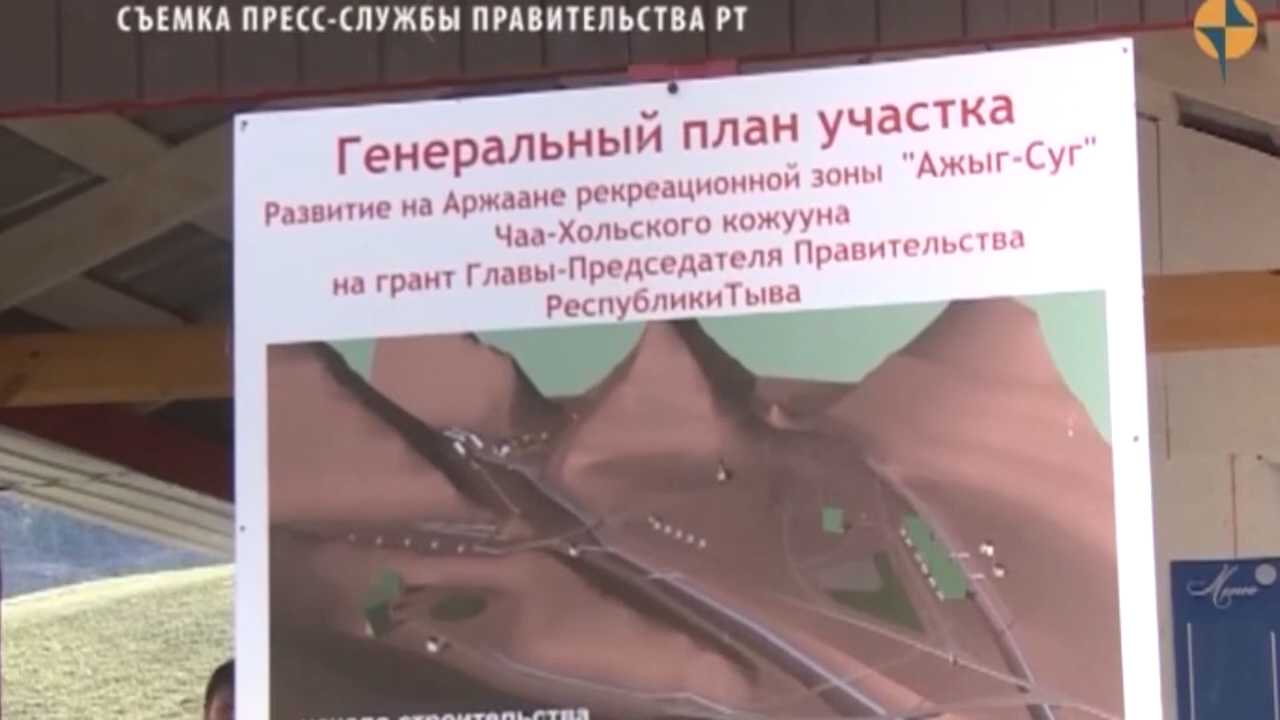 СЪЕМКА ПРЕСС-СЛУЖБЫ ПРАВИТЕЛЬСТВА РТ
Генеральный план участка
Развитие на Аржаане рекреационной зоны "Ажыг-Суг"
Чаа-Хольского кожууна
на грант Главы-Председателя Правительства
РеспубликиТыва
строительства